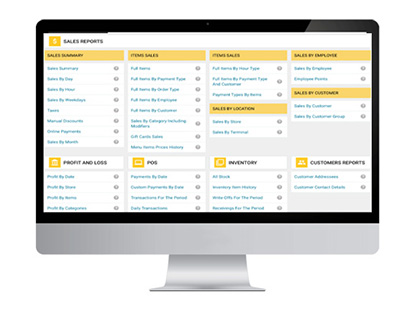 SALES REPORTS
SALES SUMMARY
Sales Summary
Sales By Day
Sales By Hour
Sales By Weekdays
Taxes
Manual Discounts
Online Payments
Sales By Month
ITEMS SALES
Full Items
Full Items By Payment Type
Full Items By Order Type
Full Items By Employee
Full Items By Customer
Sales By Category Including
Modifiers
Gift Cards Sales
Menu Items Prices History
ITEMS SALES
Full Items By Hour Type
Full Items By Payment Type
And Customer
Payment Types By Items
SALES BY LOCATION
Sales By Store
Sales By Terminal
SALES BY EMPLOYEE
Sales By Employee
Employee Points
SALES BY CUSTOMER
Sales By Customer
Sales By Customer Group
PROFIT AND LOSS
Profit By Date
Profit By Store
Profit By Items
Profit By Categories
POS
Payments By Date
Custom Payments By Date
Transactions For The Period
Daily Transactions
INVENTORY
All Stock
Inventory Item History
Write Offs For The Period
Receivings For The Period
CUSTOMERS REPORTS
Customer Addresses
Customer Contact Details